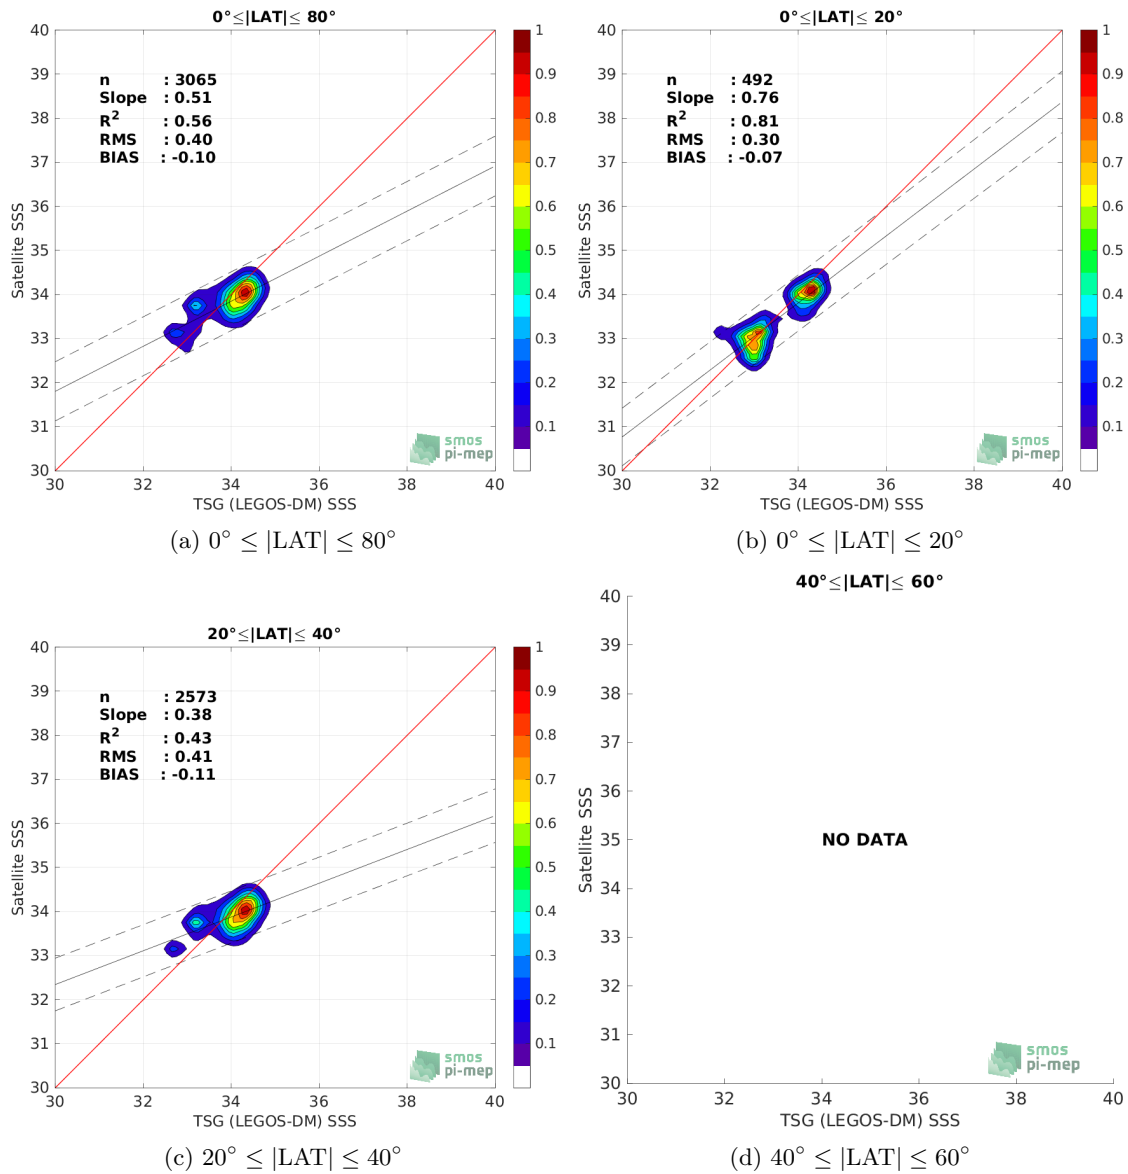 0°≤|LAT|≤ 80°
n : 3065
Slope : 0.51
R² : 0.56
RMS : 0.40
BIAS : -0.10
40
39
38
37
36
35
34
33
32
31
30
30 32 34 36 38 40
Satellite SSS
TSG (LEGOS-DM) SSS
1
0.9
0.8
0.7
0.6
0.5
0.4
0.3
0.2
0.1
smos
pi-mep
(a) 0° ≤ |LAT| ≤ 80°
0°≤|LAT|≤ 20°
n : 492
Slope : 0.76
R² : 0.81
RMS : 0.30
BIAS : -0.07
40
39
38
37
36
35
34
33
32
31
30
30 32 34 36 38 40
Satellite SSS
TSG (LEGOS-DM) SSS
1
0.9
0.8
0.7
0.6
0.5
0.4
0.3
0.2
0.1
smos
pi-mep
(b) 0° ≤ |LAT| ≤ 20°
20°≤|LAT|≤ 40°
n : 2573
Slope : 0.38
R² : 0.43
RMS : 0.41
BIAS : -0.11
40
39
38
37
36
35
34
33
32
31
30
30 32 34 36 38 40
Satellite SSS
TSG (LEGOS-DM) SSS
1
0.9
0.8
0.7
0.6
0.5
0.4
0.3
0.2
0.1
smos
pi-mep
(c) 20° ≤ |LAT| ≤ 40°
40°≤|LAT|≤ 60°
40
39
38
37
36
35
34
33
32
31
30
30 32 34 36 38 40
Satellite SSS
NO DATA
TSG (LEGOS-DM) SSS
smos
pi-mep
(d) 40° ≤ |LAT| ≤ 60°